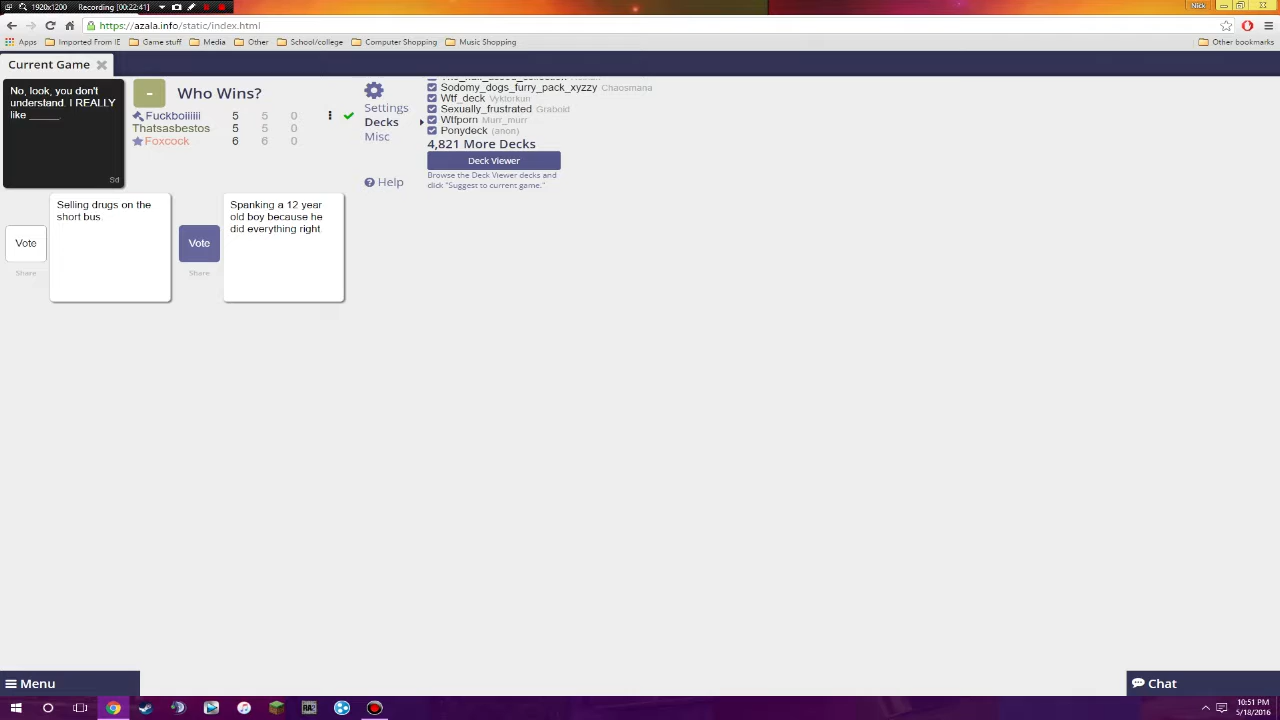 1920x1200 Recording [00:22:41]
Nick
https://azala.info/static/index.html
Apps Imported From IE Game stuff Media Other School/college Computer Shopping Music Shopping Other bookmarks
Current Game
No, look, you don't
understand. I REALLY
like ______.
Sd
- Who Wins?
Fuckboiiiiii 5 5 0
Thatsasbestos 5 5 0
Foxcock 6 6 0
Settings
Decks
Misc
Help
Sodomy_dogs_furry_pack_xyzzy Chaosmana
Wtf_deck Vyktorkun
Sexually_frustrated Graboid
Wtfporn Murr_murr
Ponydeck (anon)
4,821 More Decks
Deck Viewer
Browse the Deck Viewer decks and
click "Suggest to current game."
Vote
Share
Selling drugs on the
short bus.
Vote
Share
Spanking a 12 year
old boy because he
did everything right.
Menu
Chat
10:51 PM
5/18/2016